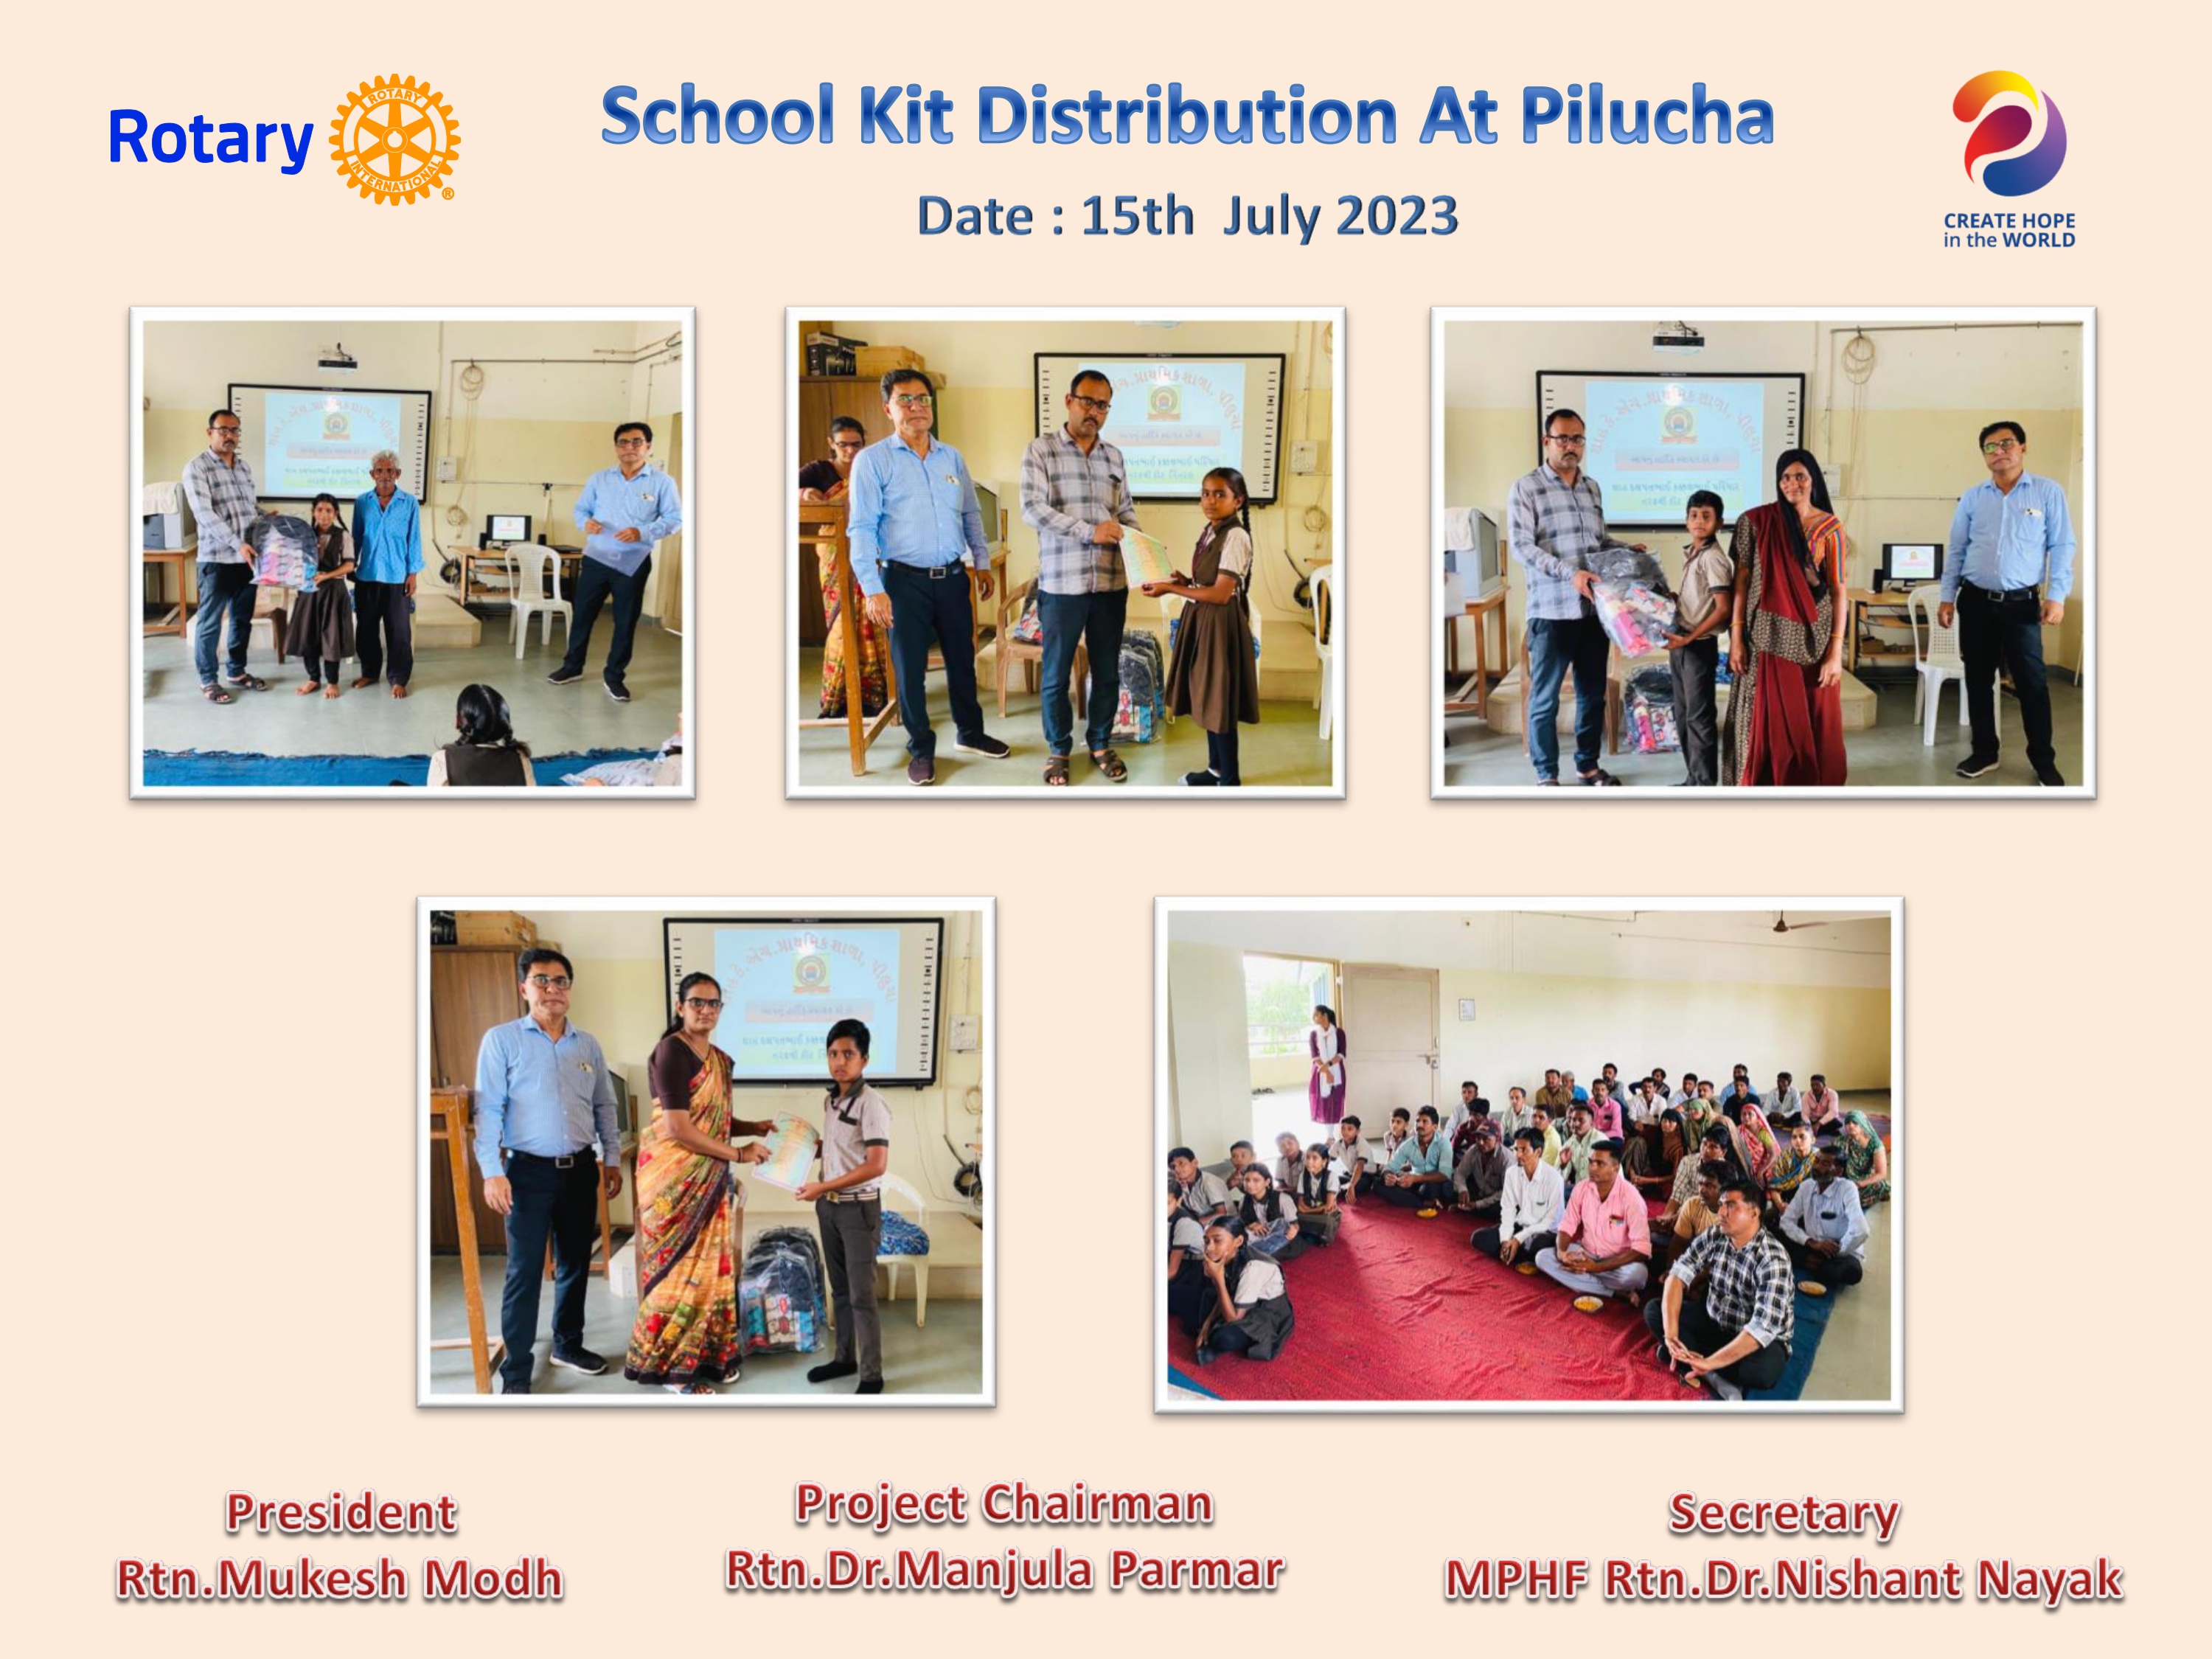 Rotary
ROTARY
INTERNATIONAL
®
School Kit Distribution At Pilucha
Date : 15th July 2023
CREATE HOPE
in the WORLD
President
Rtn.Mukesh Modh
Project Chairman
Rtn.Dr.Manjula Parmar
Secretary
MPHF Rtn.Dr.Nishant Nayak